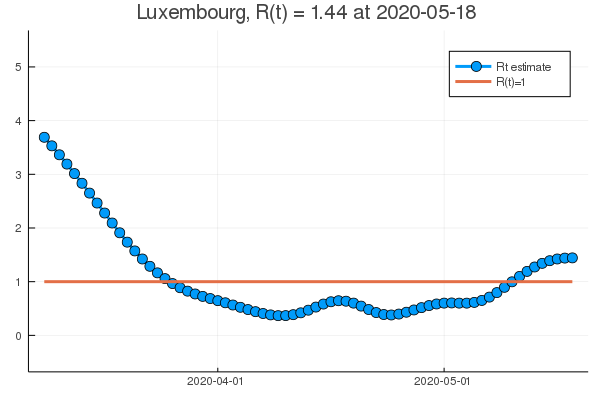 Luxembourg, R(t) = 1.44 at 2020-05-18
5
4
3
2
1
0
Rt estimate
R(t)=1
2020-04-01
2020-05-01